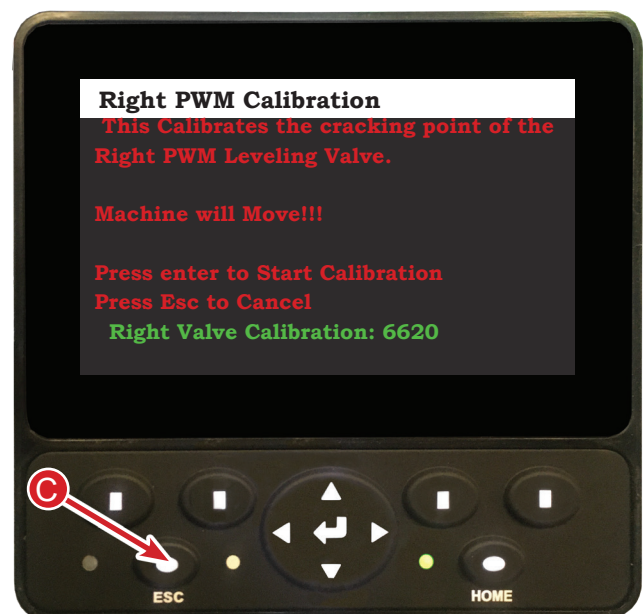 Right PWM Calibration
This Calibrates the cracking point of the
Right PWM Leveling Valve.
Machine will Move!!!
Press enter to Start Calibration
Press Esc to Cancel
Right Valve Calibration: 6620
C
ESC
HOME